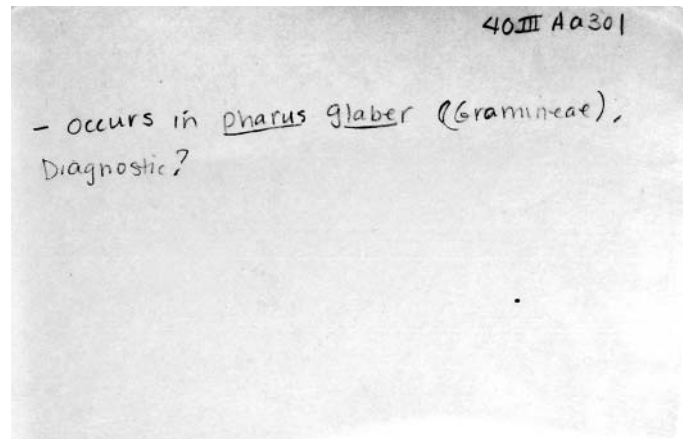 40III Aa301
- occurs in pharus glaber (Gramineae).
Diagnostic?